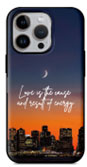 Love is the cause
and result of energy